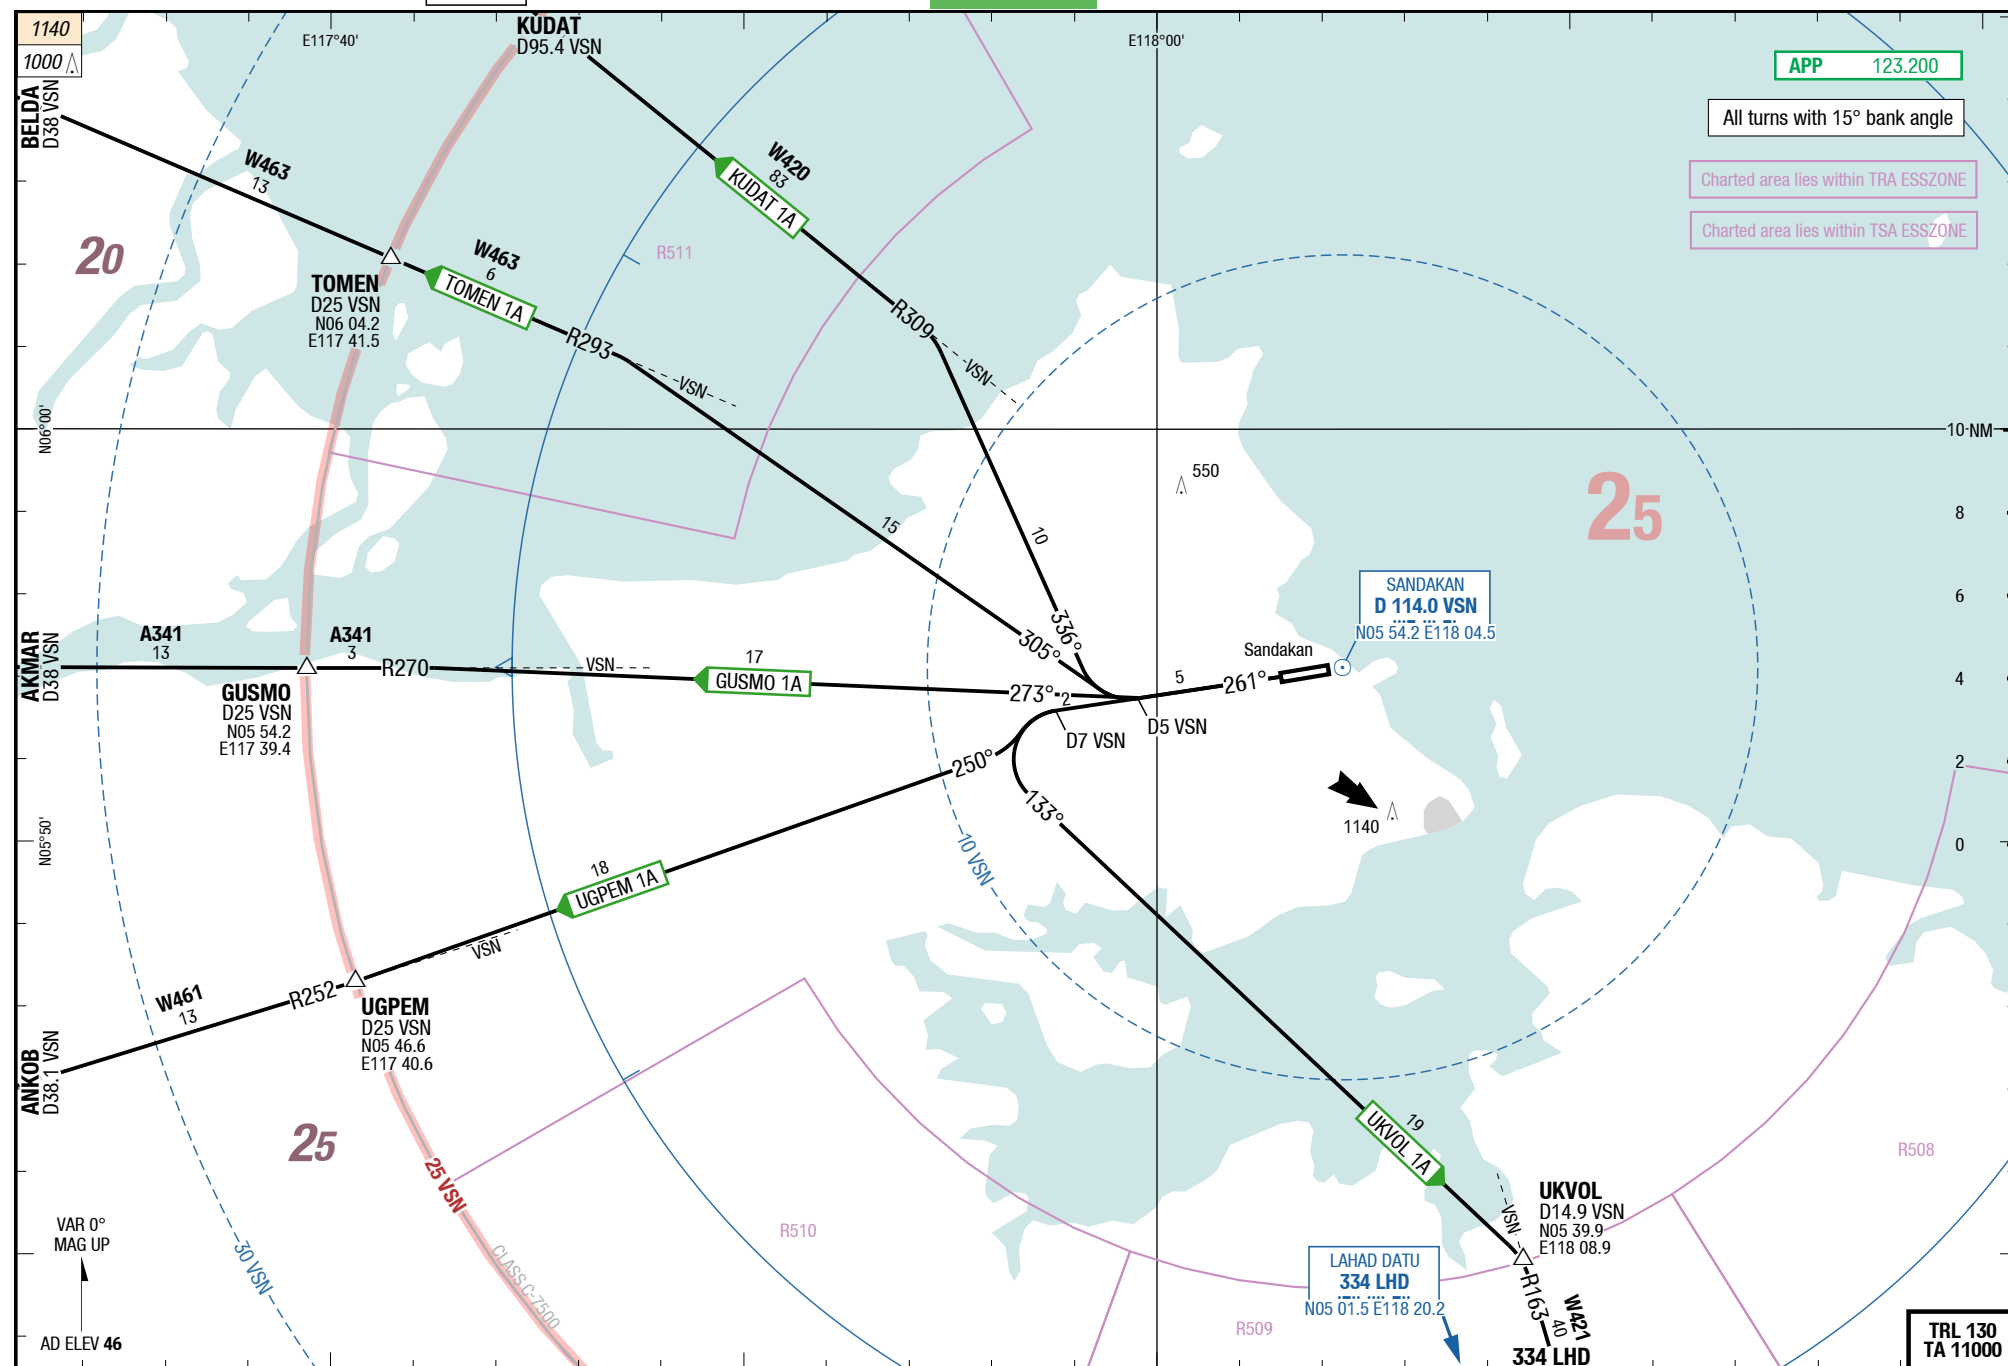 1140
1000
KUDAT
D95.4 VSN
E117°40'
E118°00'
APP 123.200
All turns with 15° bank angle
Charted area lies within TRA ESSZONE
Charted area lies within TSA ESSZONE
BELDA
D38 VSN
W463
13
W420
83
KUDAT 1A
R511
20
W463
6
TOMEN 1A
TOMEN
D25 VSN
N06 04.2
E117 41.5
R293
VSN
R309
VSN
N06°00'
10 NM
8
6
4
2
0
550
25
15
10
SANDAKAN
D 114.0 VSN
N05 54.2 E118 04.5
Sandakan
336°
305°
AKMAR
D38 VSN
A341
13
A341
3
R270
VSN
17
GUSMO 1A
273°
2
5
261°
GUSMO
D25 VSN
N05 54.2
E117 39.4
D7 VSN
D5 VSN
250°
133°
1140
N05°50'
10 VSN
18
UGPEM 1A
VSN
W461
13
R252
UGPEM
D25 VSN
N05 46.6
E117 40.6
ANKOB
D38.1 VSN
25
25 VSN
CLASS C-7500
30 VSN
R510
R509
R508
19
UKVOL 1A
UKVOL
D14.9 VSN
N05 39.9
E118 08.9
VSN
LAHAD DATU
334 LHD
N05 01.5 E118 20.2
R163
W421
40
334 LHD
VAR 0°
MAG UP
AD ELEV 46
TRL 130
TA 11000